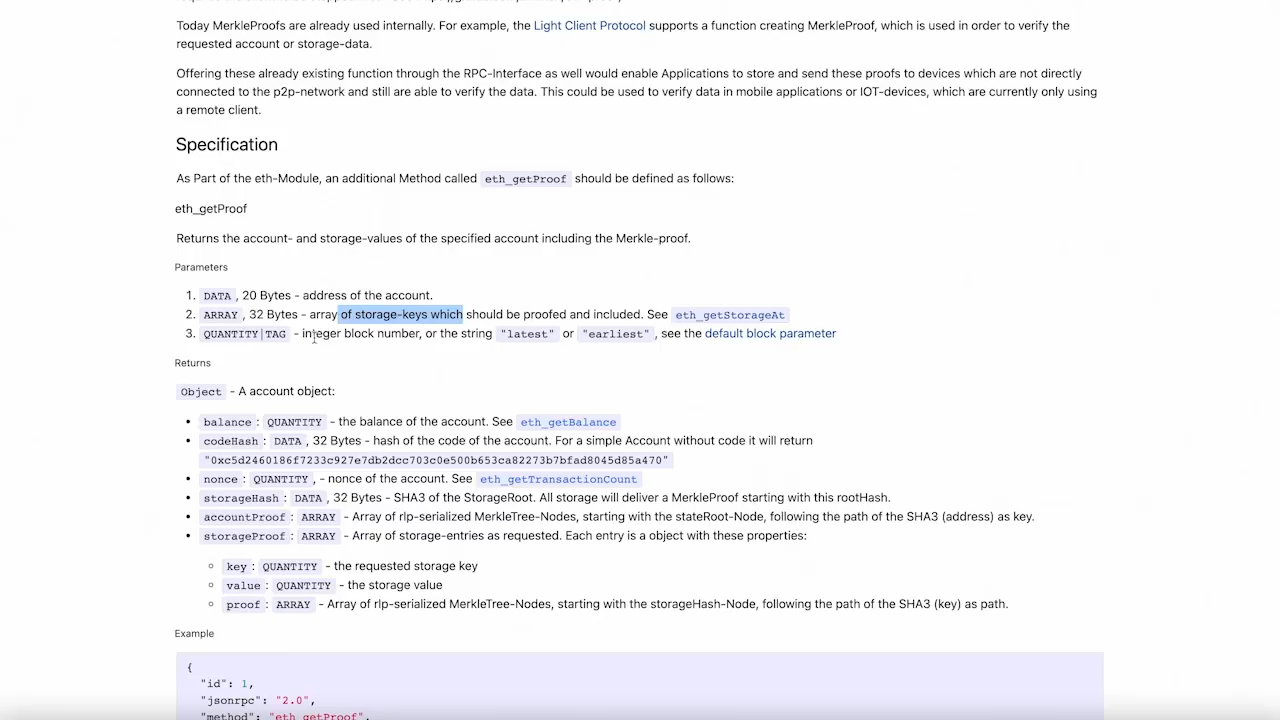 Today MerkleProofs are already used internally. For example, the Light Client Protocol supports a function creating MerkleProof, which is used in order to verify the
requested account or storage-data.
Offering these already existing function through the RPC-Interface as well would enable Applications to store and send these proofs to devices which are not directly
connected to the p2p-network and still are able to verify the data. This could be used to verify data in mobile applications or IOT-devices, which are currently only using
a remote client.
Specification
As Part of the eth-Module, an additional Method called eth_getProof should be defined as follows:
eth_getProof
Returns the account- and storage-values of the specified account including the Merkle-proof.
Parameters
1. DATA , 20 Bytes - address of the account.
2. ARRAY , 32 Bytes - array of storage-keys which should be proofed and included. See eth_getStorageAt
3. QUANTITY|TAG - integer block number, or the string "latest" or "earliest" , see the default block parameter
Returns
Object - A account object:
• balance : QUANTITY - the balance of the account. See eth_getBalance
• codeHash : DATA , 32 Bytes - hash of the code of the account. For a simple Account without code it will return
"0xc5d2460186f7233c927e7db2dcc703c0e500b653ca82273b7bfad8045d85a470"
• nonce : QUANTITY , - nonce of the account. See eth_getTransactionCount
• storageHash : DATA , 32 Bytes - SHA3 of the StorageRoot. All storage will deliver a MerkleProof starting with this rootHash.
• accountProof : ARRAY - Array of rlp-serialized MerkleTree-Nodes, starting with the stateRoot-Node, following the path of the SHA3 (address) as key.
• storageProof : ARRAY - Array of storage-entries as requested. Each entry is a object with these properties:
◦ key : QUANTITY - the requested storage key
◦ value : QUANTITY - the storage value
◦ proof : ARRAY - Array of rlp-serialized MerkleTree-Nodes, starting with the storageHash-Node, following the path of the SHA3 (key) as path.
Example
{
"id": 1,
"jsonrpc": "2.0",
"method": "eth_getProof",